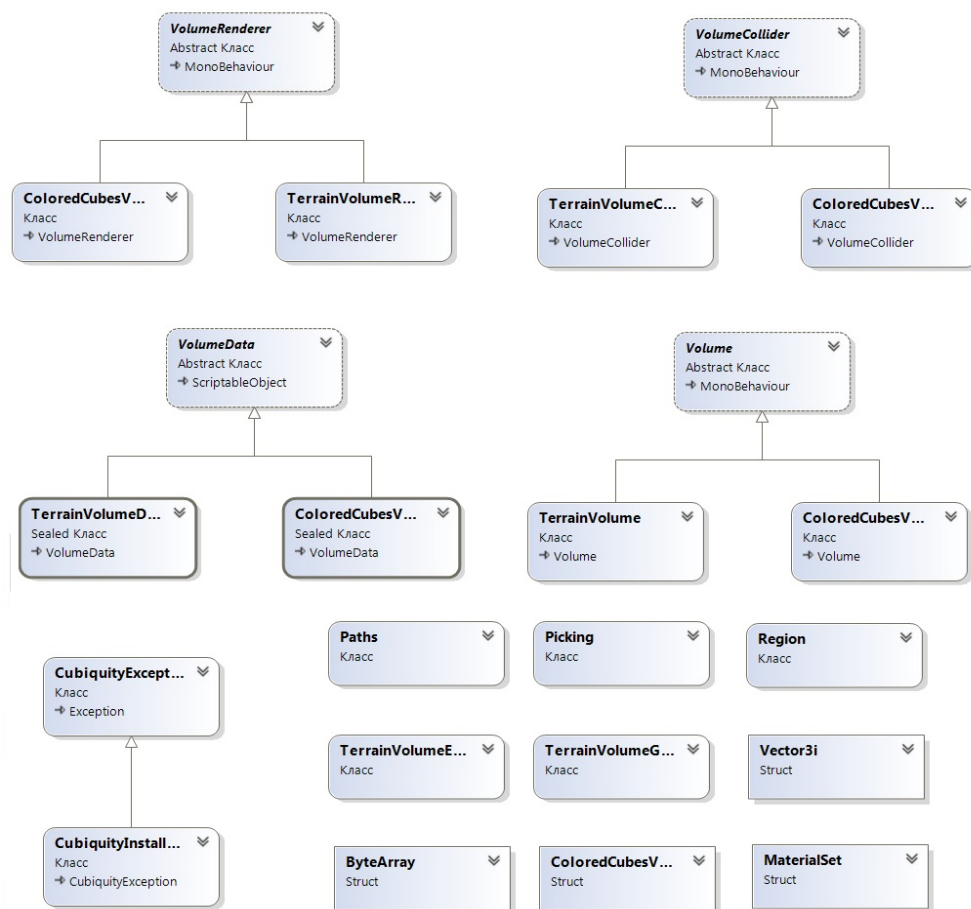 VolumeRenderer
Abstract Класс
MonoBehaviour
VolumeCollider
Abstract Класс
MonoBehaviour
ColoredCubesV...
Класс
VolumeRenderer
TerrainVolumeR...
Класс
VolumeRenderer
TerrainVolumeC...
Класс
VolumeCollider
ColoredCubesV...
Класс
VolumeCollider
VolumeData
Abstract Класс
ScriptableObject
Volume
Abstract Класс
MonoBehaviour
TerrainVolumeD...
Sealed Класс
VolumeData
ColoredCubesV...
Sealed Класс
VolumeData
TerrainVolume
Класс
Volume
ColoredCubesV...
Класс
Volume
Paths
Класс
Picking
Класс
Region
Класс
CubiquityExcept...
Класс
Exception
TerrainVolumeE...
Класс
TerrainVolumeG...
Класс
Vector3i
Struct
CubiquityInstall...
Класс
CubiquityException
ByteArray
Struct
ColoredCubesV...
Struct
MaterialSet
Struct